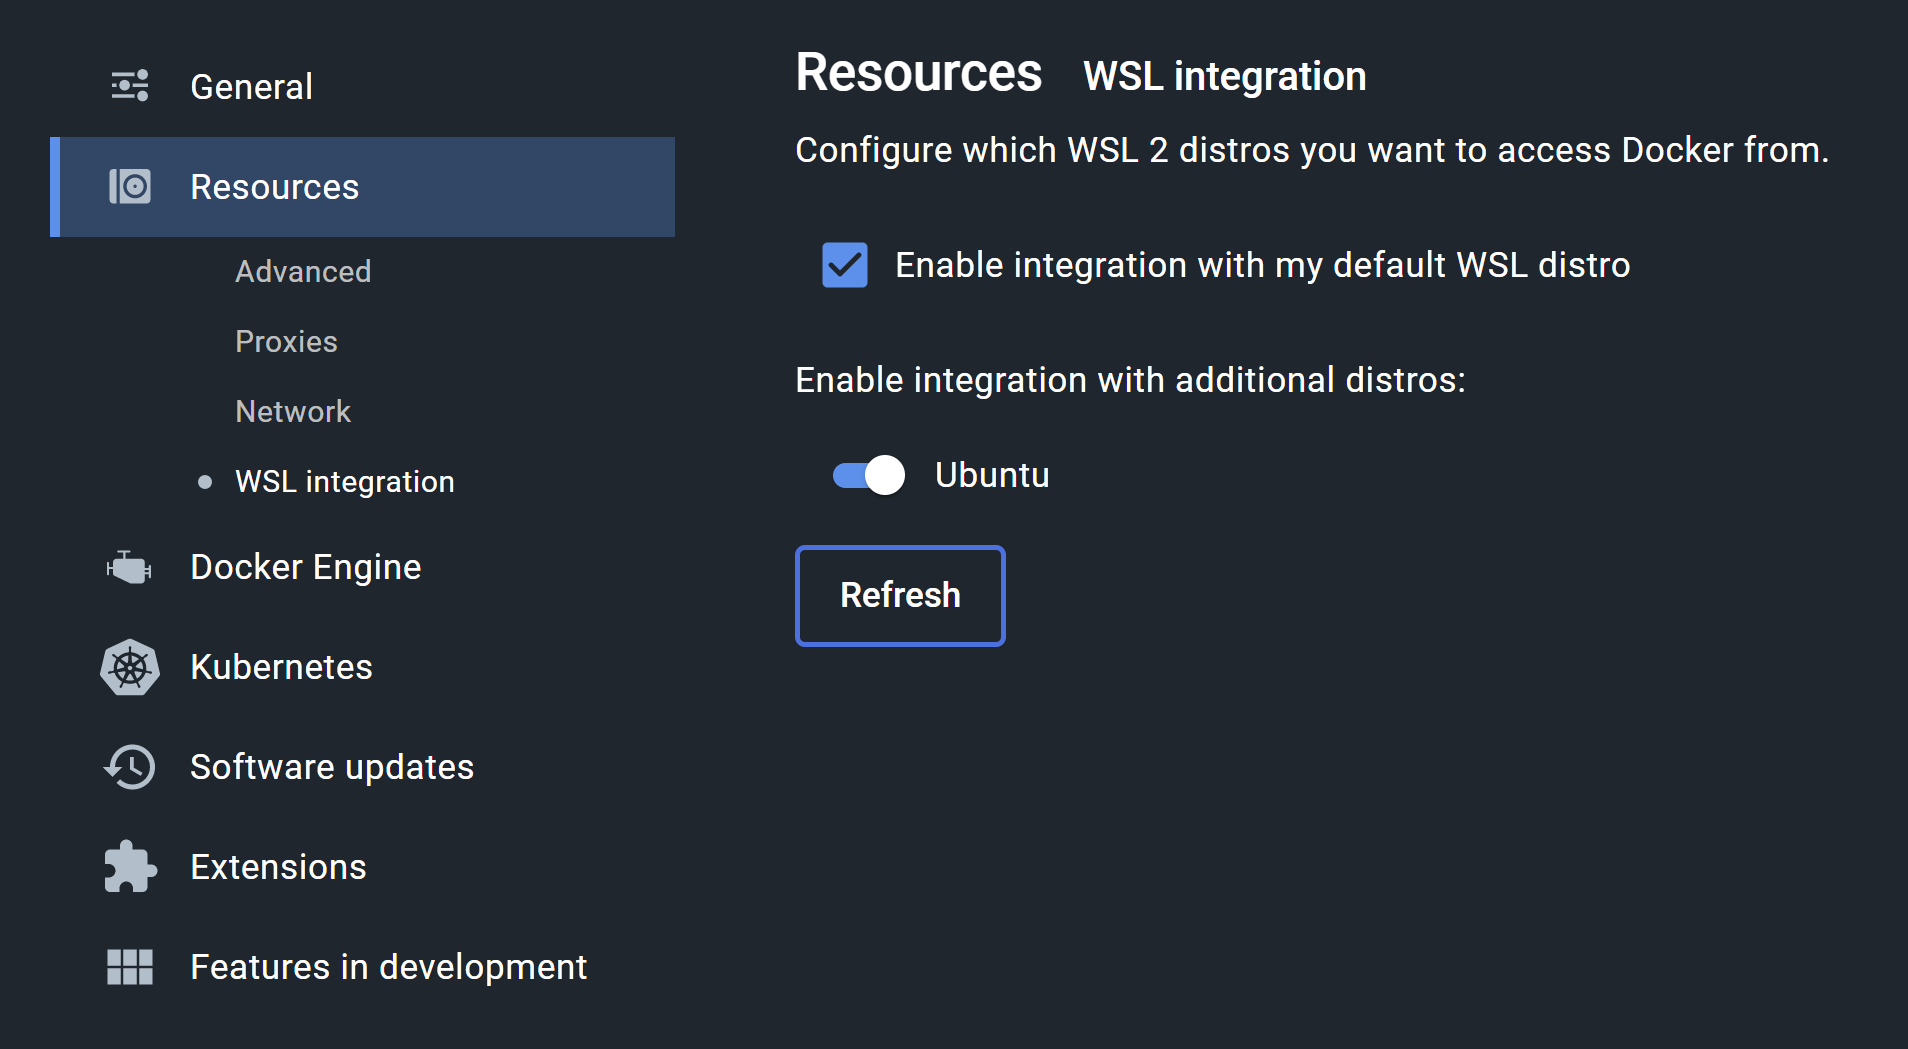 General
Resources
Advanced
Proxies
Network
WSL integration
Docker Engine
Kubernetes
Software updates
Extensions
Features in development
Resources WSL integration
Configure which WSL 2 distros you want to access Docker from.
Enable integration with my default WSL distro
Enable integration with additional distros:
Ubuntu
Refresh